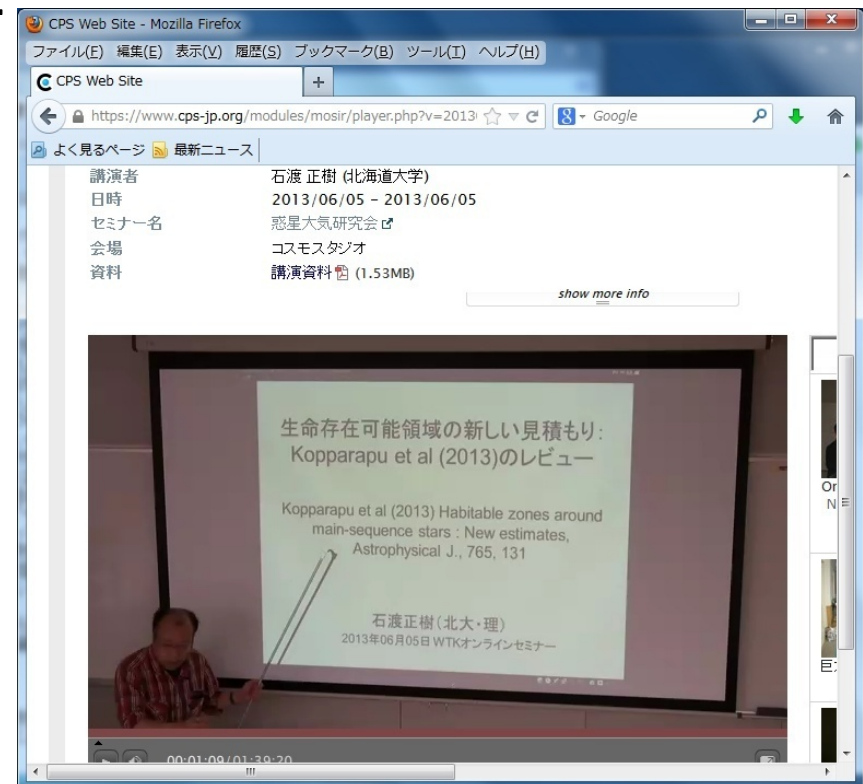 CPS Web Site - Mozilla Firefox
ファイル(F) 編集(E) 表示(V) 履歴(S) ブックマーク(B) ツール(T) ヘルプ(H)
CPS Web Site
https://www.cps-jp.org/modules/mosir/player.php?v=2013
Google
よく見るページ 最新ニュース
講演者 石渡 正樹 (北海道大学)
日時 2013/06/05 - 2013/06/05
セミナー名 惑星大気研究会
会場 コスモスタジオ
資料 講演資料 (1.53MB)
show more info
生命存在可能領域の新しい見積もり:
Kopparapu et al (2013)のレビュー
Kopparapu et al (2013) Habitable zones around
main-sequence stars : New estimates,
Astrophysical J., 765, 131
石渡正樹(北大・理)
2013年06月05日 WTKオンラインセミナー
00:01:09/01:39:20
Or
N